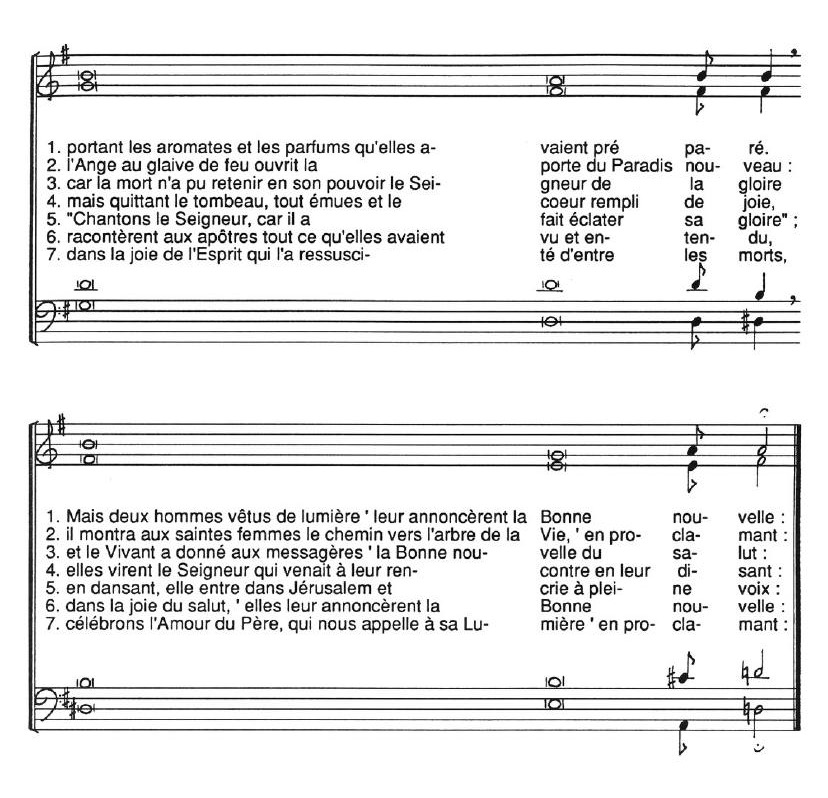 1. portant les aromates et les parfums qu'elles a- vaient pré pa- ré.
2. l'Ange au glaive de feu ouvrit la porte du Paradis nou- veau :
3. car la mort n'a pu retenir en son pouvoir le Sei- gneur de la gloire
4. mais quittant le tombeau, tout émues et le coeur rempli de joie,
5. "Chantons le Seigneur, car il a fait éclater sa gloire" ;
6. racontèrent aux apôtres tout ce qu'elles avaient vu et en- ten- du,
7. dans la joie de l'Esprit qui l'a ressusci- té d'entre les morts,
1. Mais deux hommes vêtus de lumière ' leur annoncèrent la Bonne nou- velle :
2. il montra aux saintes femmes le chemin vers l'arbre de la Vie, ' en pro- cla- mant :
3. et le Vivant a donné aux messagères ' la Bonne nou- velle du sa- lut :
4. elles virent le Seigneur qui venait à leur ren- contre en leur di- sant :
5. en dansant, elle entre dans Jérusalem et crie à plei- ne voix :
6. dans la joie du salut, ' elles leur annoncèrent la Bonne nou- velle :
7. célébrons l'Amour du Père, qui nous appelle à sa Lu- mière ' en pro- cla- mant :